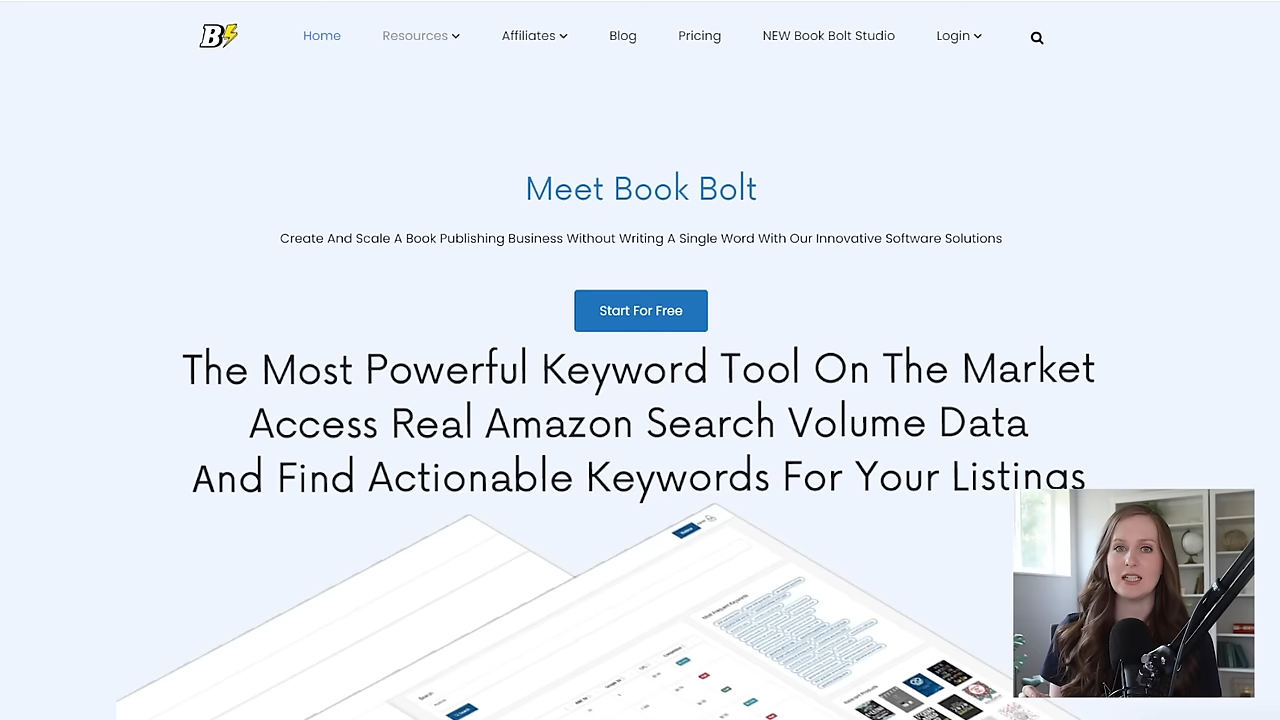 B
Home
Resources
Affiliates
Blog
Pricing
NEW Book Bolt Studio
Login
Meet Book Bolt
Create And Scale A Book Publishing Business Without Writing A Single Word With Our Innovative Software Solutions
Start For Free
The Most Powerful Keyword Tool On The Market
Access Real Amazon Search Volume Data
And Find Actionable Keywords For Your Listings